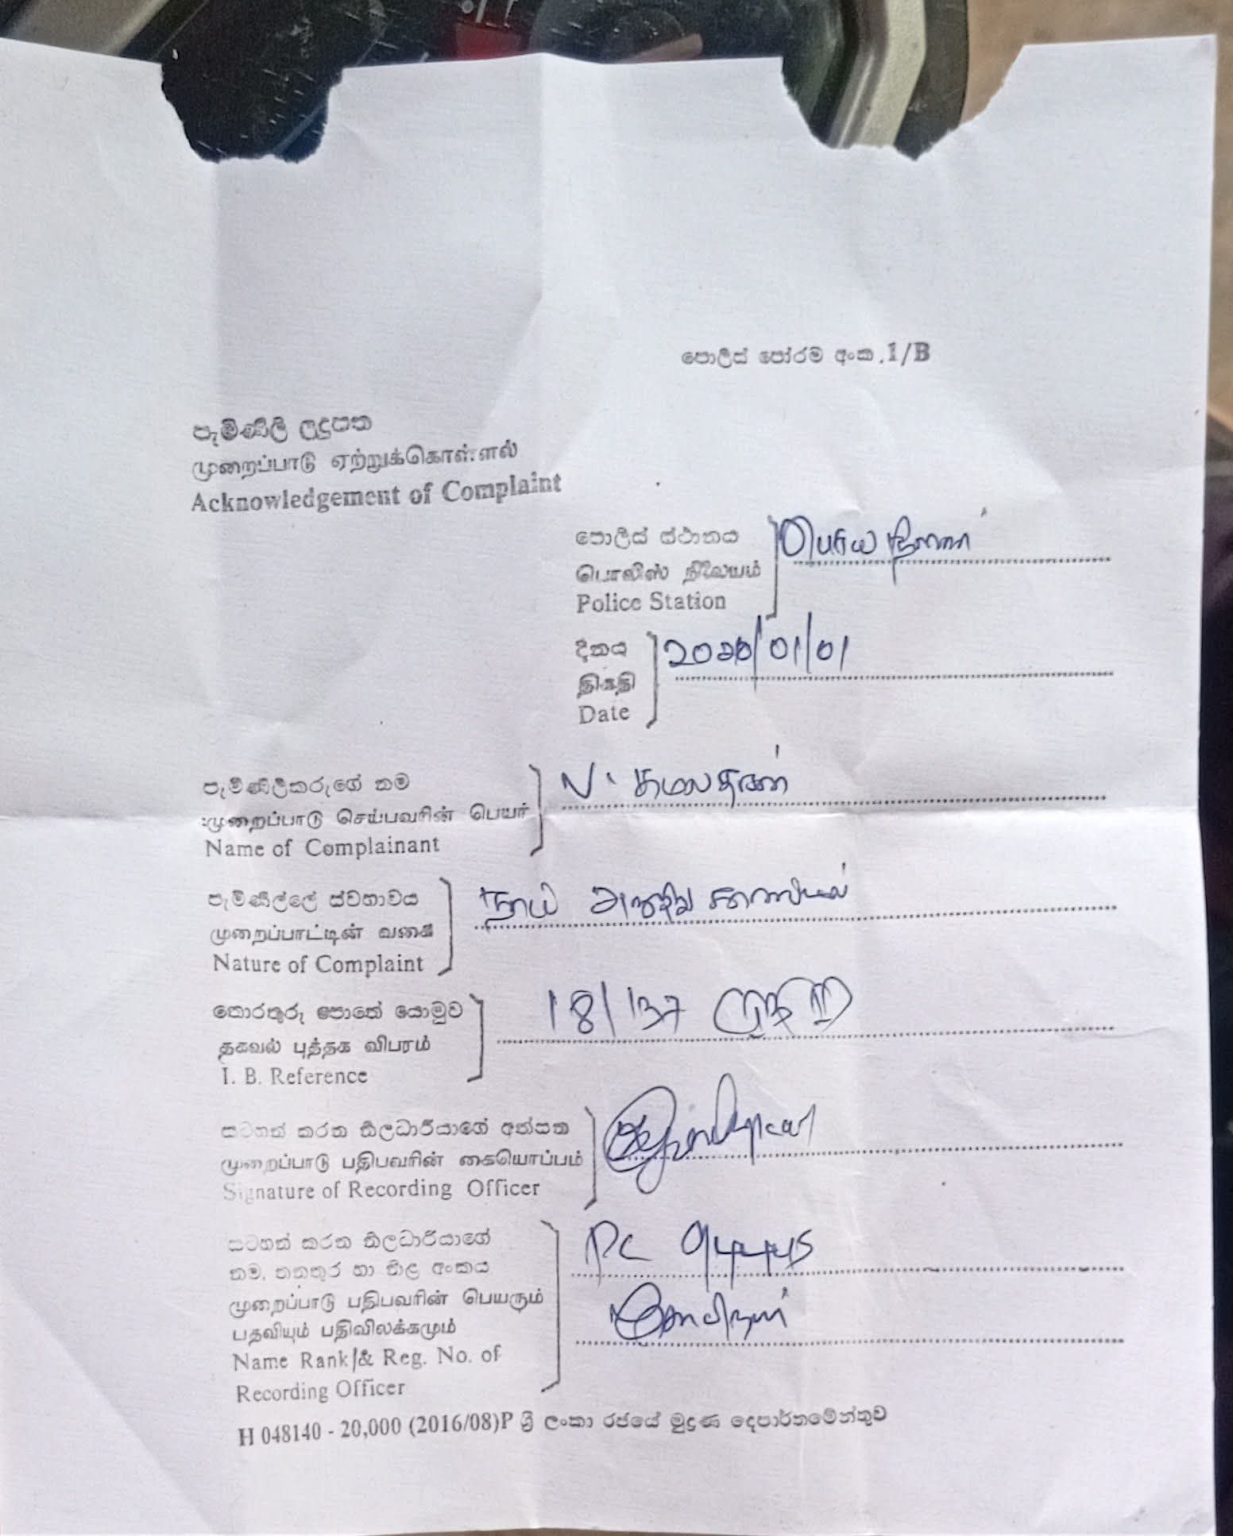 පොලිස් පෝරම අංක .1/B
පැමිණිලි ලදුපත
முறைப்பாடு ஏற்றுக்கொள்ளல்
Acknowledgement of Complaint
පොලිස් ස්ථානය
பொலிஸ் நிலையம்
Police Station
දිනය
திகதி
Date
පැමිණිලිකරුගේ නම
N.
முறைப்பாடு செய்பவரின் பெயர்
Name of Complainant
පැමිණිල්ලේ ස්වභාවය
முறைப்பாட்டின் வகை
Nature of Complaint
තොරතුරු පොතේ යොමුව
18/137
தகவல் புத்தக விபரம்
I. B. Reference
සටහන් කරන නිලධාරියාගේ අත්සන
முறைப்பாடு பதிபவரின் கையொப்பம்
Signature of Recording Officer
සටහන් කරන නිලධාරියාගේ
PC
නම, තනතුර හා නිළ අංකය
முறைப்பாடு பதிபவரின் பெயரும்
பதவியும் பதிவிலக்கமும்
Name Rank/& Reg. No. of
Recording Officer
H 048140 - 20,000 (2016/08)P ශ්‍රී ලංකා රජයේ මුද්‍රණ දෙපාර්තමේන්තුව